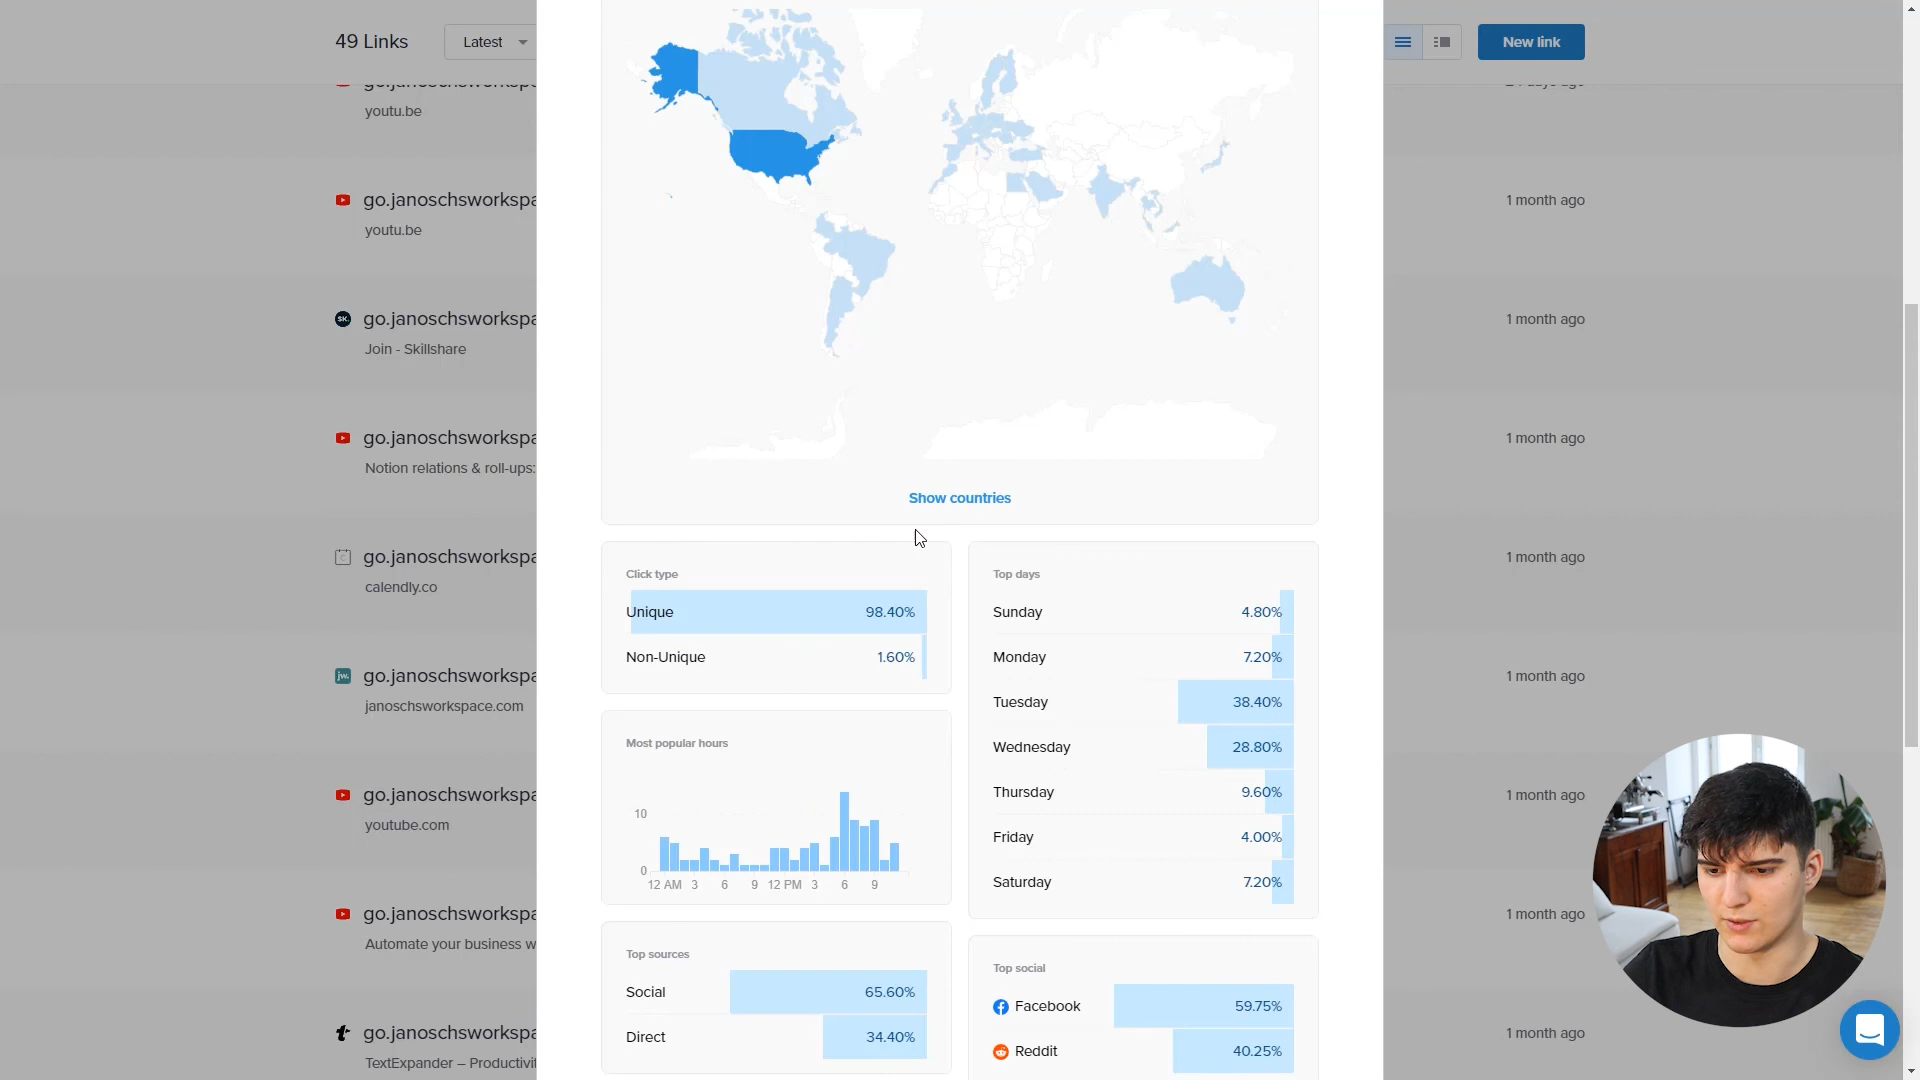 49 Links
Latest
New link
youtu.be
go.janoschsworkspa
youtu.be
1 month ago
go.janoschsworkspa
Join - Skillshare
1 month ago
go.janoschsworkspa
Notion relations & roll-ups:
1 month ago
go.janoschsworkspa
calendly.co
1 month ago
go.janoschsworkspa
janoschsworkspace.com
1 month ago
go.janoschsworkspa
youtube.com
1 month ago
go.janoschsworkspa
Automate your business w
1 month ago
go.janoschsworkspa
TextExpander – Productivi
1 month ago
Show countries
Click type
Unique 98.40%
Non-Unique 1.60%
Most popular hours
10
0
12 AM 3 6 9 12 PM 3 6 9
Top sources
Social 65.60%
Direct 34.40%
Top days
Sunday 4.80%
Monday 7.20%
Tuesday 38.40%
Wednesday 28.80%
Thursday 9.60%
Friday 4.00%
Saturday 7.20%
Top social
Facebook 59.75%
Reddit 40.25%